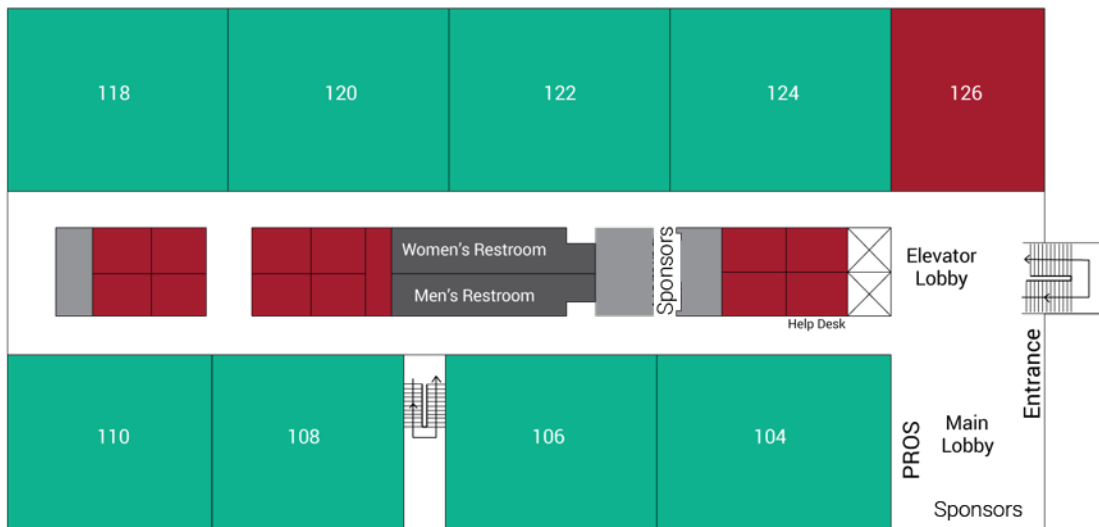 118
120
122
124
126
Women's Restroom
Men's Restroom
Sponsors
Elevator
Lobby
Help Desk
Entrance
110
108
106
104
PROS
Main
Lobby
Sponsors